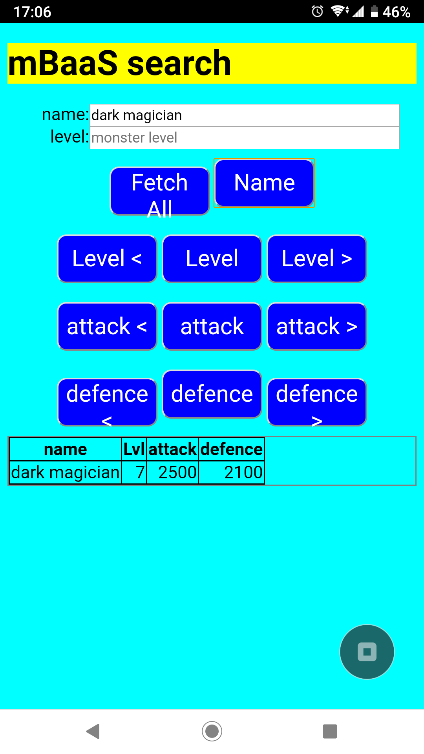 17:06 46%
mBaaS search
name: dark magician
level: monster level
Fetch All Name
Level < Level Level >
attack < attack attack >
defence < defence defence >
name Lvl attack defence
dark magician 7 2500 2100